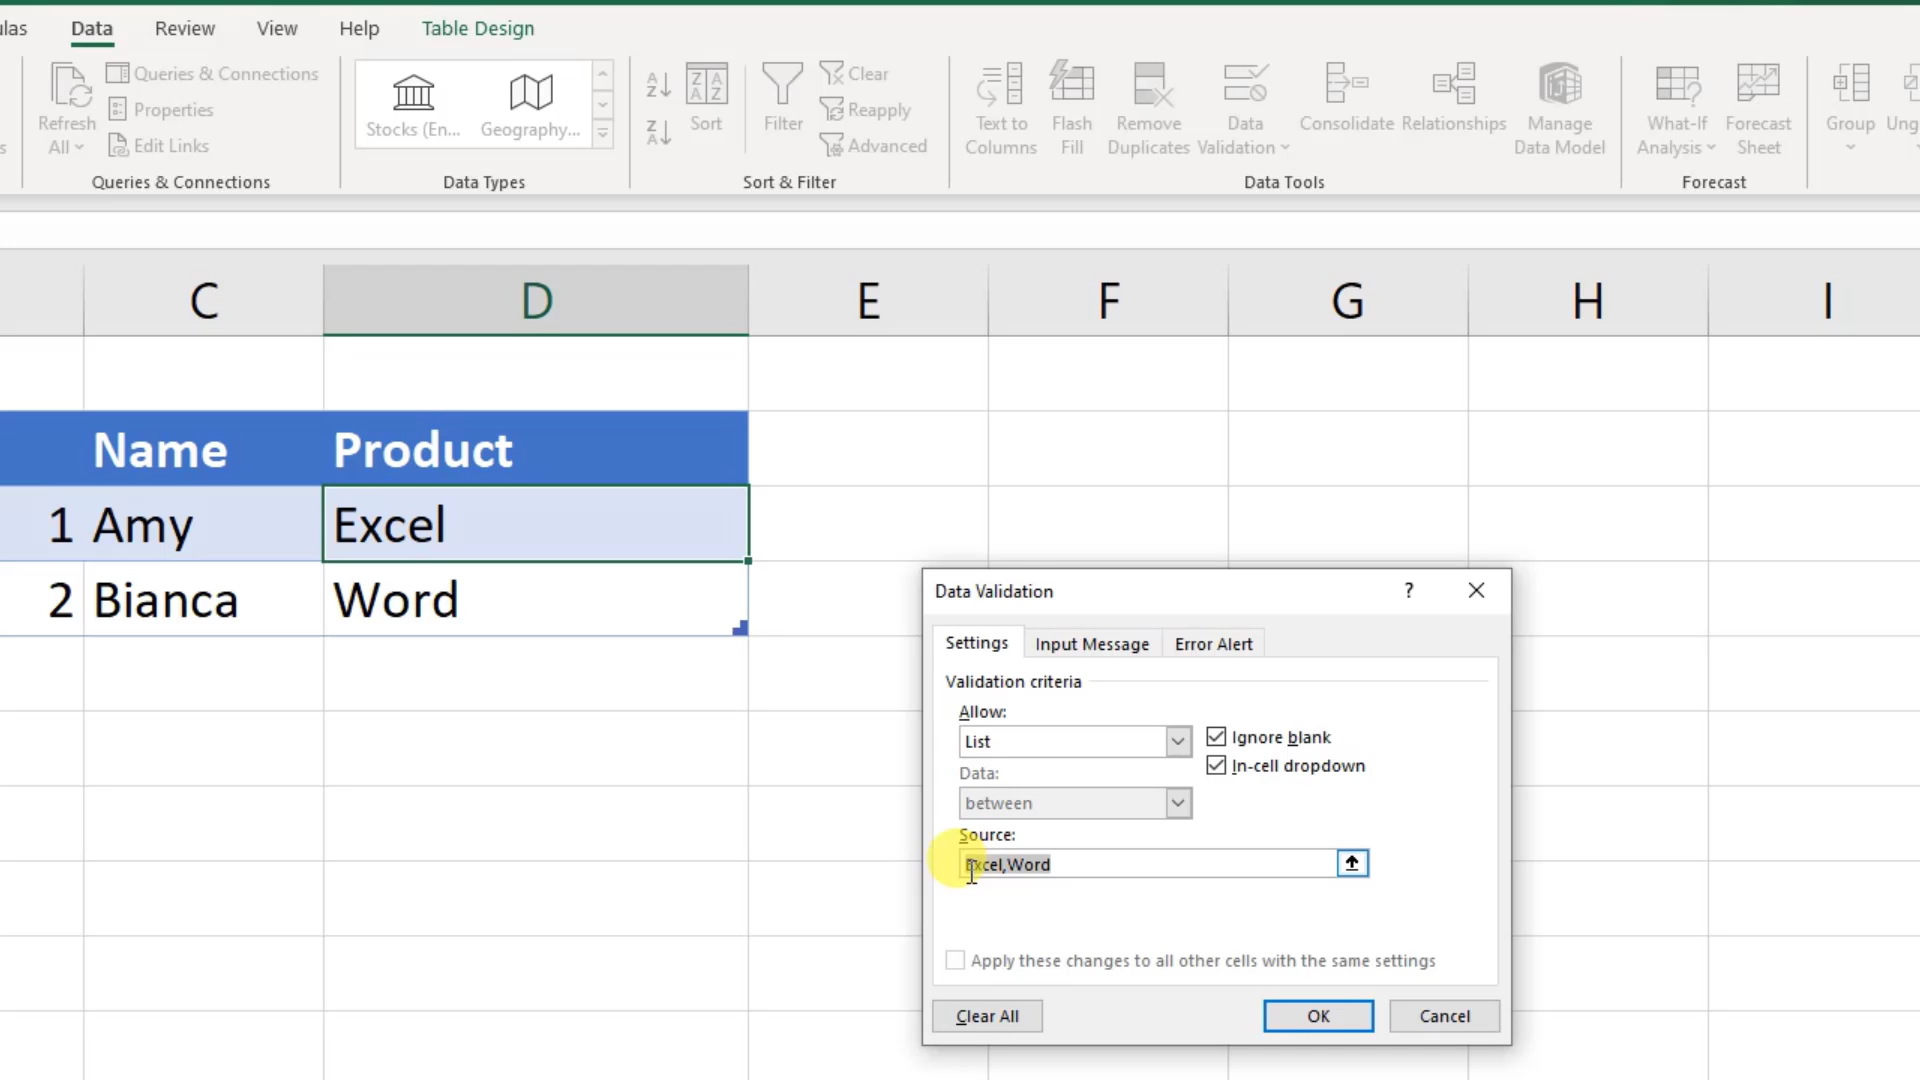 ulas Data Review View Help Table Design
Refresh All
Queries & Connections
Properties
Edit Links
Queries & Connections
Stocks (En... Geography...
Data Types
Sort
Filter
Clear
Reapply
Advanced
Sort & Filter
Text to Columns
Flash Fill
Remove Duplicates
Data Validation
Consolidate
Relationships
Manage Data Model
Data Tools
What-If Analysis
Forecast Sheet
Forecast
Group
Ung
C D E F G H I
Name Product
1 Amy Excel
2 Bianca Word
Data Validation ?
Settings Input Message Error Alert
Validation criteria
Allow:
List
Ignore blank
In-cell dropdown
Data:
between
Source:
Excel,Word
Apply these changes to all other cells with the same settings
Clear All OK Cancel